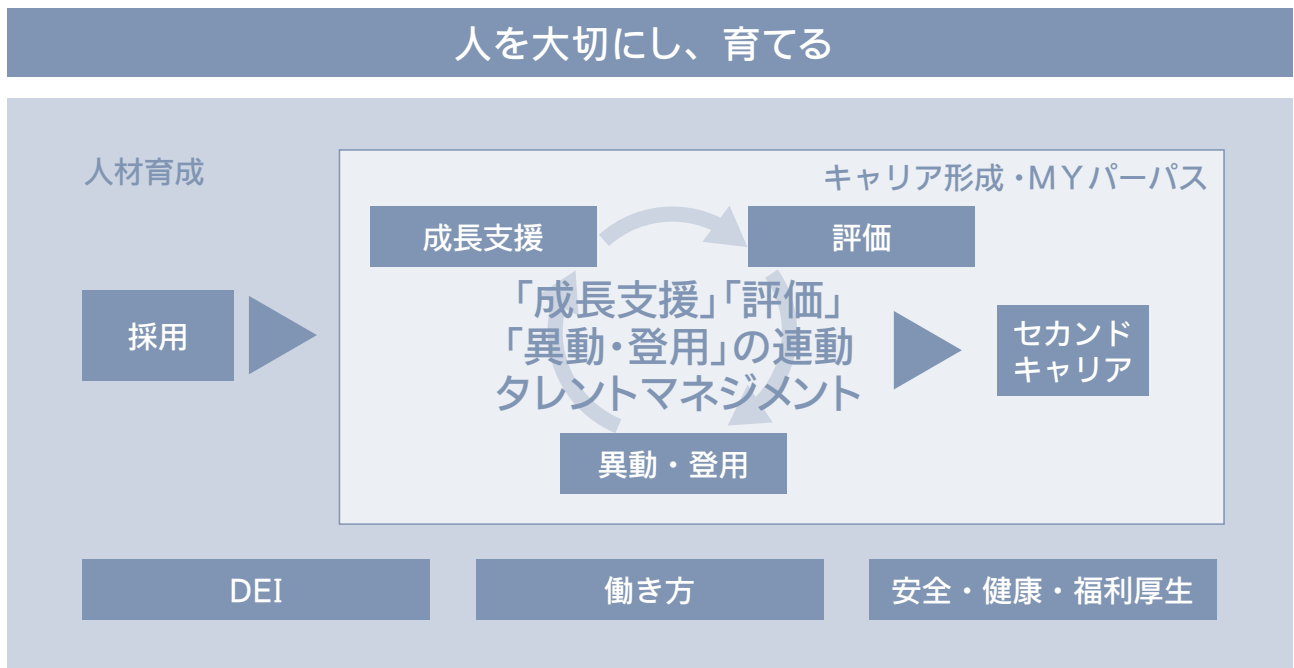 人を大切にし、育てる
人材育成
キャリア形成・MYパーパス
成長支援
評価
「成長支援」「評価」
「異動・登用」の連動
タレントマネジメント
採用
セカンド
キャリア
異動・登用
DEI
働き方
安全・健康・福利厚生